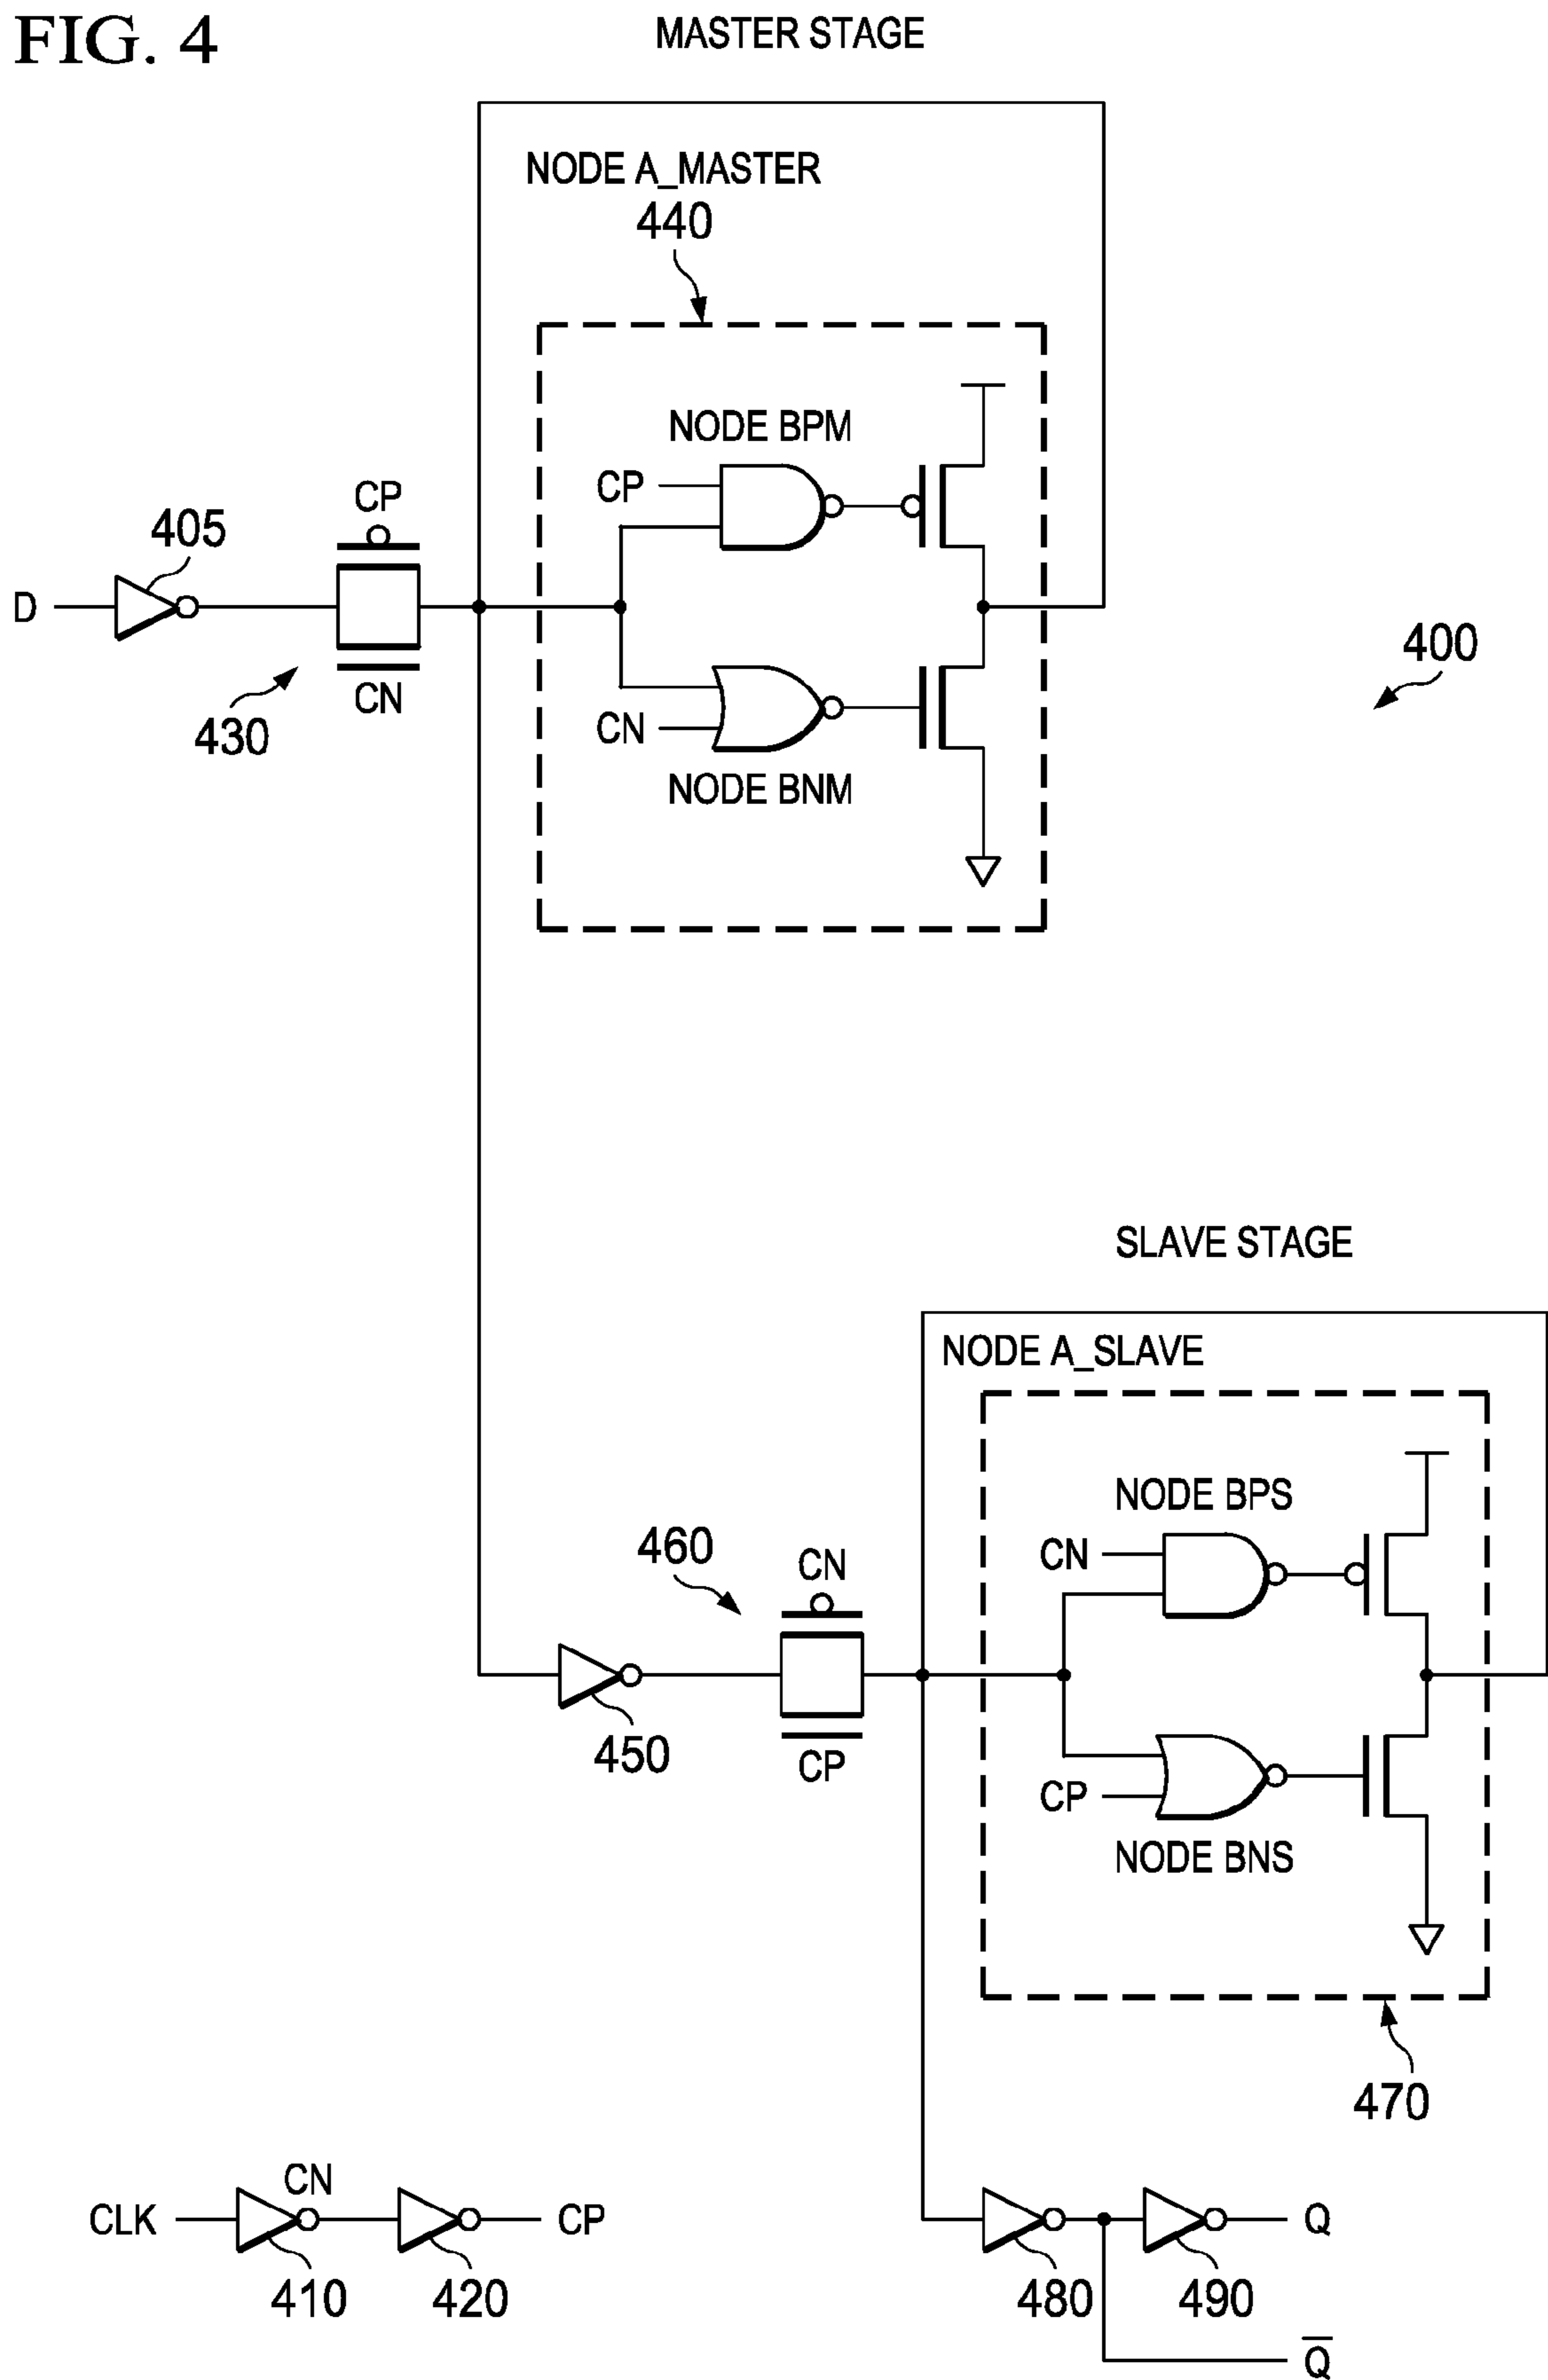 FIG. 4
MASTER STAGE
NODE A_MASTER
440
NODE BPM
CP
CP
405
D
400
CN
430
CN
NODE BNM
SLAVE STAGE
NODE A_SLAVE
NODE BPS
460
CN
CN
450
CP
CP
NODE BNS
470
CN
CLK
CP
Q
410
420
480
490
Q̅